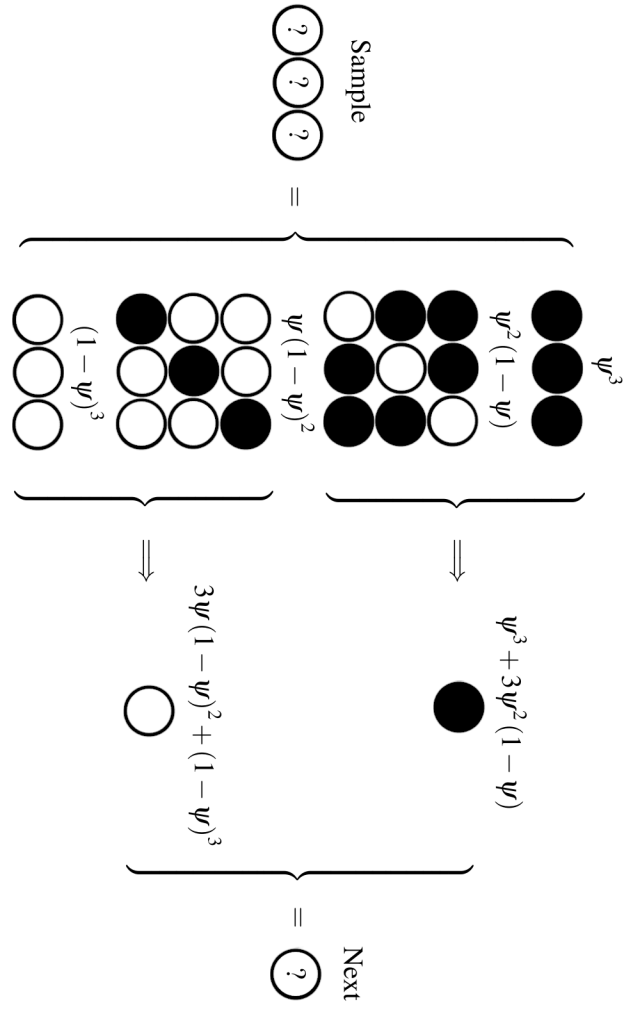 Sample
? ? ?
=
ψ³
ψ²(1 − ψ)
ψ(1 − ψ)²
(1 − ψ)³
⟹
ψ³ + 3ψ²(1 − ψ)
⟹
3ψ(1 − ψ)² + (1 − ψ)³
=
Next
?